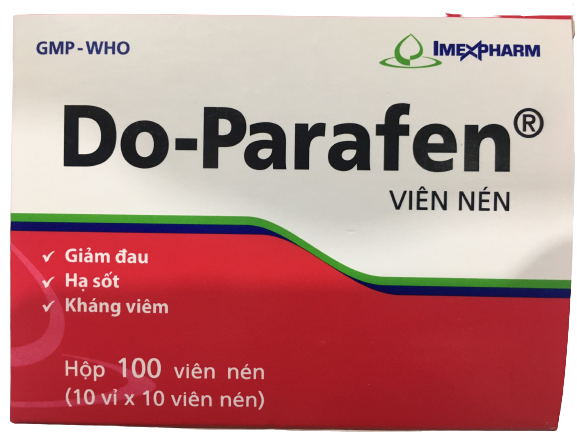 GMP-WHO
IMEXPHARM
Do-Parafen®
VIÊN NÉN
✓ Giảm đau
✓ Hạ sốt
✓ Kháng viêm
Hộp 100 viên nén
(10 vỉ x 10 viên nén)